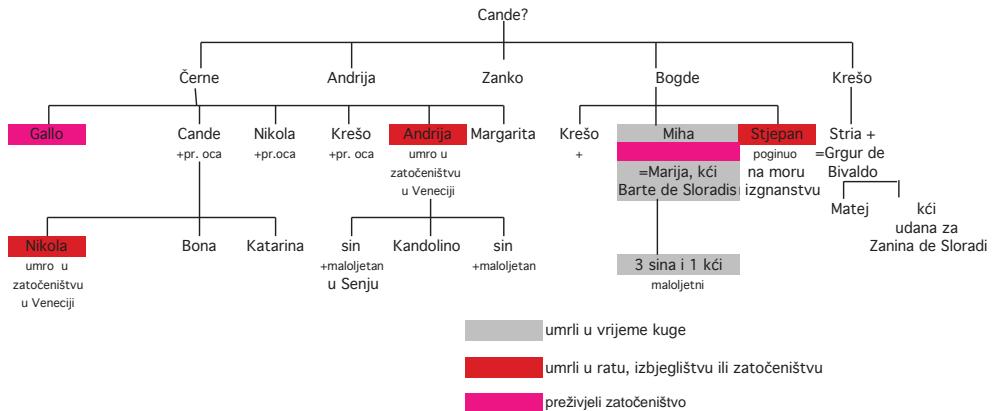 Cande?
Černe Andrija Zanko Bogde Krešo
Gallo Cande Nikola Krešo Andrija Margarita Krešo Miha Stjepan Stria +
+pr. oca +pr.oca +pr. oca umro u + poginuo =Grgur de
zatočeništvu =Marija, kći na moru Bivaldo
u Veneciji Barte de Sloradis i izgnanstvu
Matej kći
udana za
Zanina de Sloradi
Nikola Bona Katarina sin Kandolino sin 3 sina i 1 kći
umro u +maloljetan +maloljetan maloljetni
zatočeništvu u Senju
u Veneciji
umrli u vrijeme kuge
umrli u ratu, izbjeglištvu ili zatočeništvu
preživjeli zatočeništvo